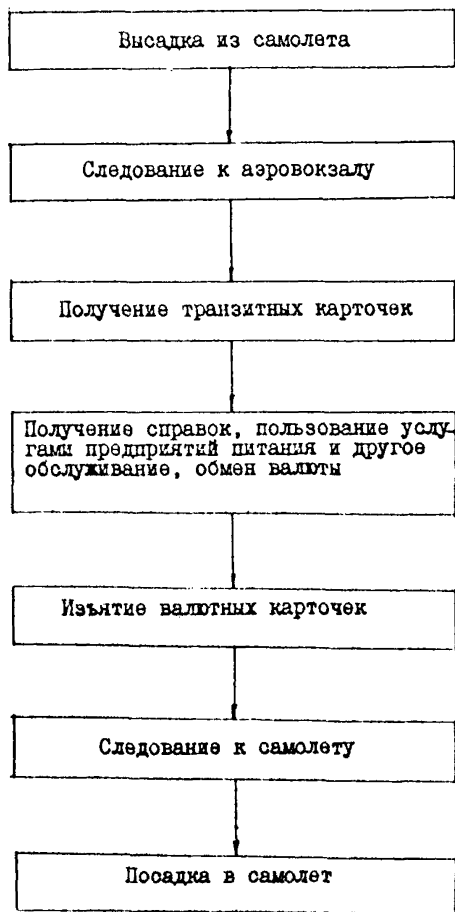 Высадка из самолета
Следование к аэровокзалу
Получение транзитных карточек
Получение справок, пользование услу-
гами предприятий питания и другое
обслуживание, обмен валюты
Изъятие валютных карточек
Следование к самолету
Посадка в самолет